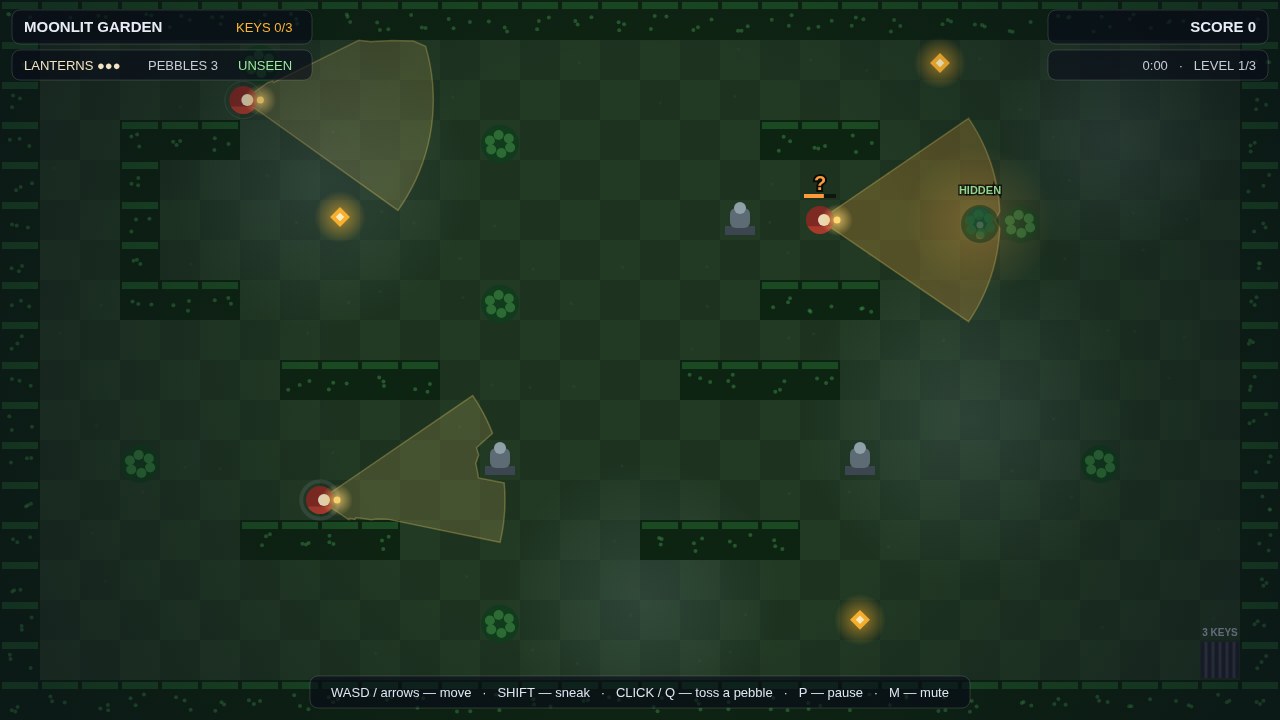 MOONLIT GARDEN KEYS 0/3
SCORE 0
LANTERNS ●●● PEBBLES 3 UNSEEN
0:00 · LEVEL 1/3
?
HIDDEN
3 KEYS
WASD / arrows — move · SHIFT — sneak · CLICK / Q — toss a pebble · P — pause · M — mute